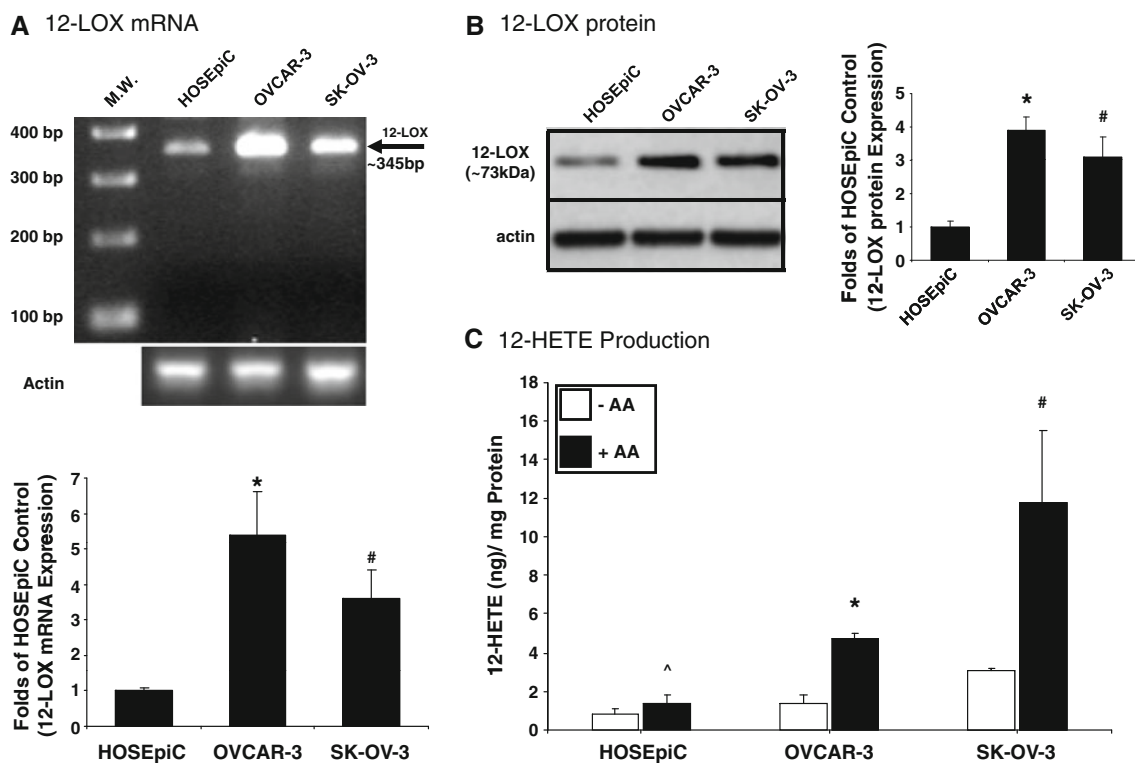 A 12-LOX mRNA
M.W.
HOSEpiC
OVCAR-3
SK-OV-3
400 bp
300 bp
200 bp
100 bp
12-LOX
~345bp
Actin
Folds of HOSEpiC Control
(12-LOX mRNA Expression)
7
6
5
4
3
2
1
0
*
#
HOSEpiC OVCAR-3 SK-OV-3
B 12-LOX protein
HOSEpiC
OVCAR-3
SK-OV-3
12-LOX
(~73kDa)
actin
Folds of HOSEpiC Control
(12-LOX protein Expression)
5
4
3
2
1
0
*
#
HOSEpiC
OVCAR-3
SK-OV-3
C 12-HETE Production
12-HETE (ng)/ mg Protein
18
16
14
12
10
8
6
4
2
0
- AA
+ AA
^
*
#
HOSEpiC OVCAR-3 SK-OV-3